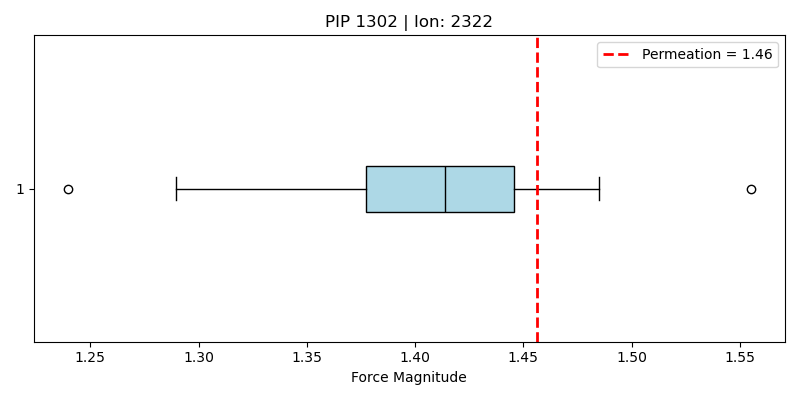 PIP 1302 | lon: 2322
Permeation = 1.46
1
1.25 1.30 1.35 1.40 1.45 1.50 1.55
Force Magnitude